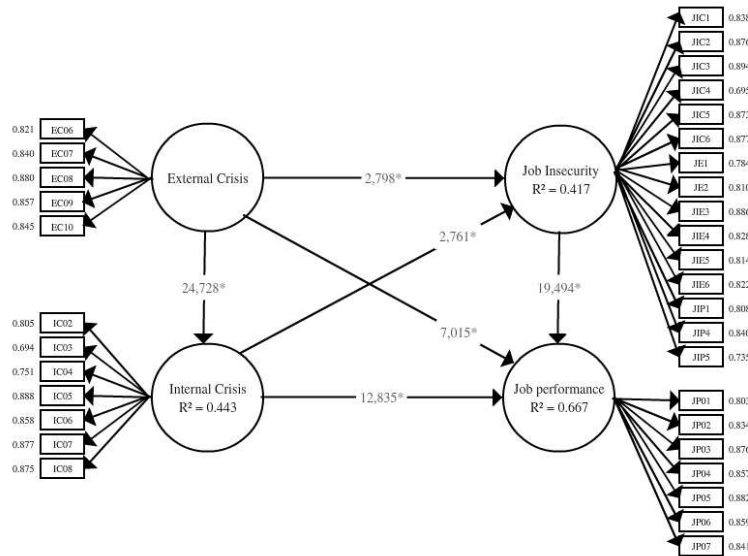 JIC1 0.838
JIC2 0.876
JIC3 0.894
JIC4 0.695
JIC5 0.873
JIC6 0.877
JE1 0.784
JE2 0.810
JIE3 0.886
JIE4 0.828
JIE5 0.814
JIE6 0.822
JIP1 0.808
JIP4 0.840
JIP5 0.735
0.821 EC06
0.840 EC07
0.880 EC08
0.857 EC09
0.845 EC10
External Crisis
2,798*
Job Insecurity
R² = 0.417
2,761*
24,728*
19,494*
7,015*
0.805 IC02
0.694 IC03
0.751 IC04
0.888 IC05
0.858 IC06
0.877 IC07
0.875 IC08
Internal Crisis
R² = 0.443
12,835*
Job performance
R² = 0.667
JP01 0.803
JP02 0.834
JP03 0.876
JP04 0.857
JP05 0.882
JP06 0.859
JP07 0.841